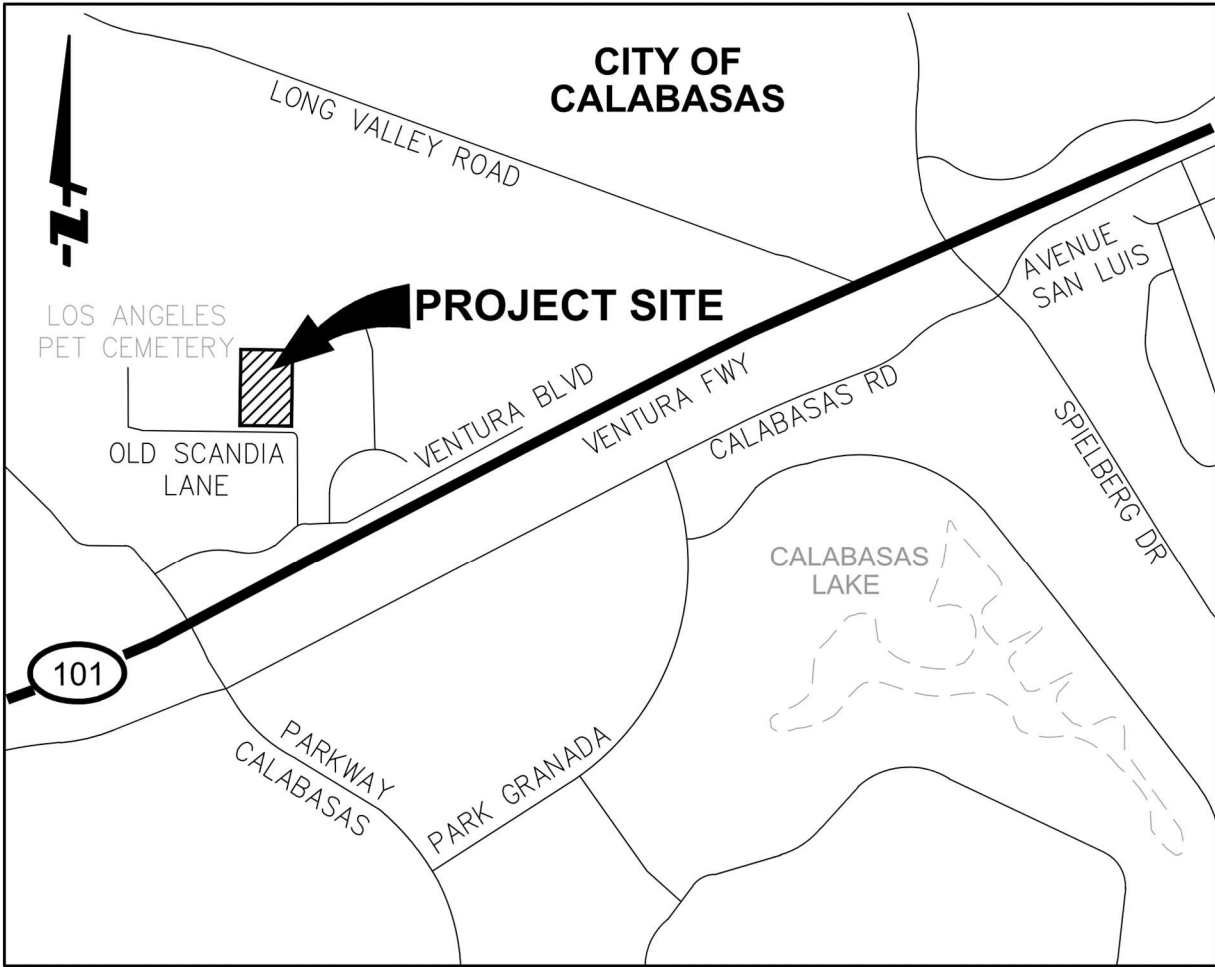 CITY OF
CALABASAS
LONG VALLEY ROAD
N
AVENUE
SAN LUIS
LOS ANGELES
PET CEMETERY
PROJECT SITE
VENTURA BLVD
VENTURA FWY
CALABASAS RD
OLD SCANDIA
LANE
SPIELBERG DR
CALABASAS
LAKE
101
PARKWAY
CALABASAS
PARK GRANADA